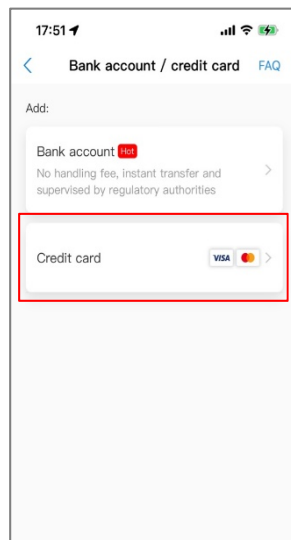 17:51
Bank account / credit card FAQ
Add:
Bank account Hot
No handling fee, instant transfer and
supervised by regulatory authorities
Credit card VISA